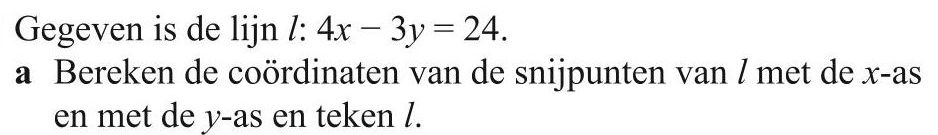 Gegeven is de lijn l: 4x − 3y = 24.
a Bereken de coördinaten van de snijpunten van l met de x-as
en met de y-as en teken l.